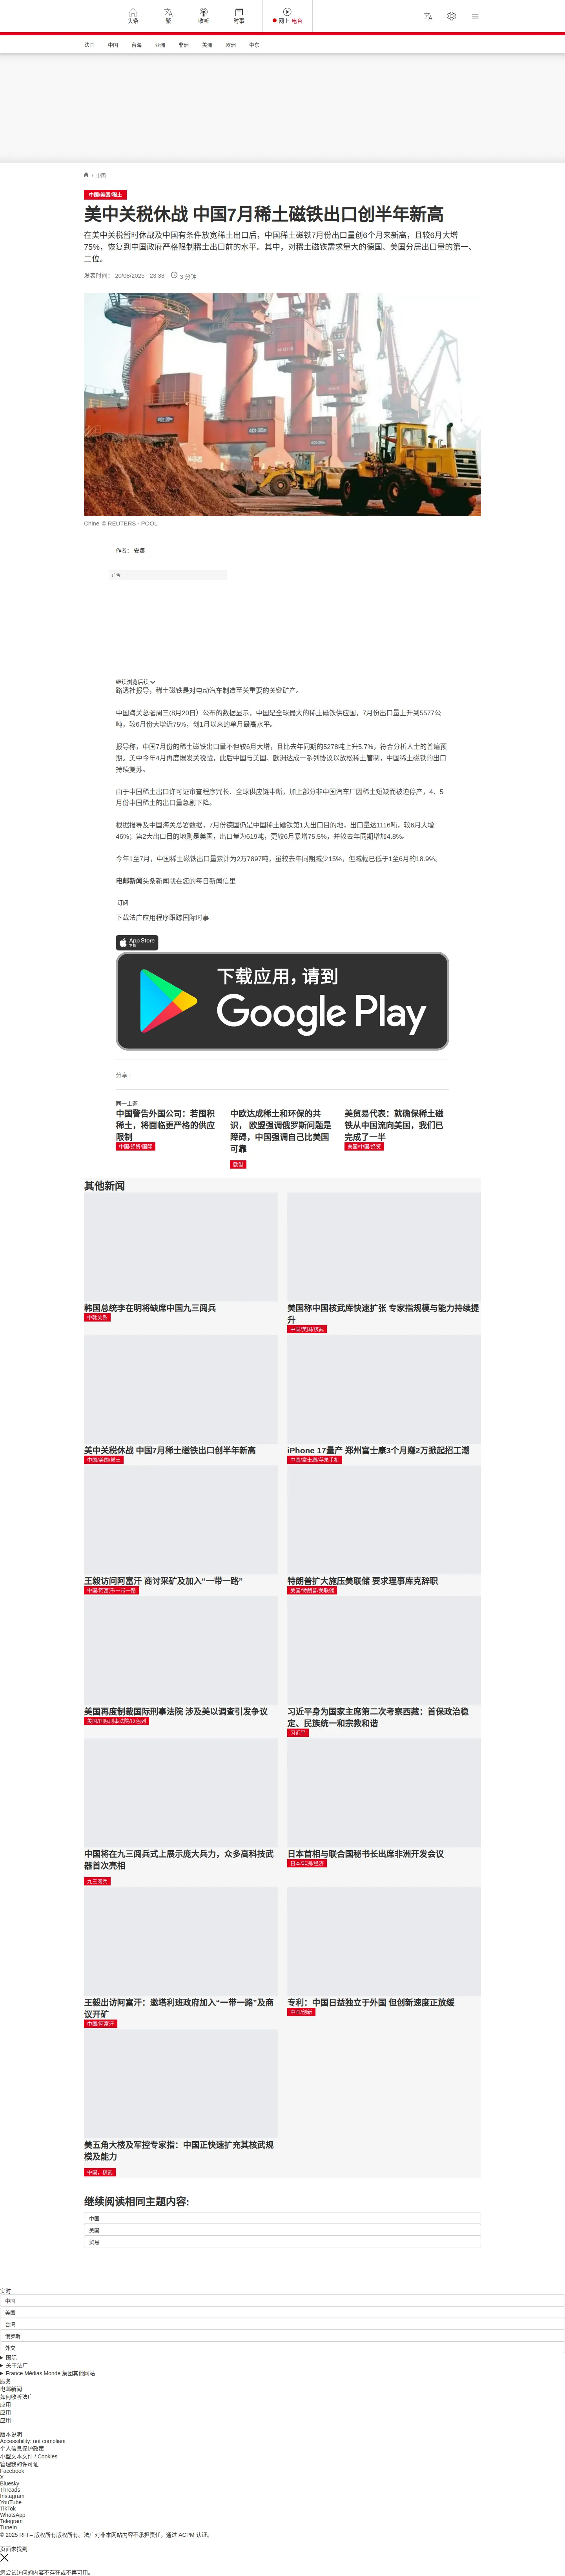 头条
繁
收听
时事
网上 电台
法国
中国
台海
亚洲
非洲
美洲
欧洲
中东
/ 中国
中国/美国/稀土
美中关税休战 中国7月稀土磁铁出口创半年新高
在美中关税暂时休战及中国有条件放宽稀土出口后，中国稀土磁铁7月份出口量创6个月来新高，且较6月大增
75%，恢复到中国政府严格限制稀土出口前的水平。其中，对稀土磁铁需求量大的德国、美国分居出口量的第一、
二位。
发表时间： 20/08/2025 - 23:33
3 分钟
Chine © REUTERS - POOL
作者： 安娜
广告
继续浏览后续
路透社报导，稀土磁铁是对电动汽车制造至关重要的关键矿产。
中国海关总署周三(8月20日）公布的数据显示，中国是全球最大的稀土磁铁供应国，7月份出口量上升到5577公
吨，较6月份大增近75%，创1月以来的单月最高水平。
报导称，中国7月份的稀土磁铁出口量不但较6月大增，且比去年同期的5278吨上升5.7%，符合分析人士的普遍预
期。美中今年4月再度爆发关税战，此后中国与美国、欧洲达成一系列协议以放松稀土管制，中国稀土磁铁的出口
持续复苏。
由于中国稀土出口许可证审查程序冗长、全球供应链中断，加上部分非中国汽车厂因稀土短缺而被迫停产，4、5
月份中国稀土的出口量急剧下降。
根据报导及中国海关总署数据，7月份德国仍是中国稀土磁铁第1大出口目的地，出口量达1116吨，较6月大增
46%；第2大出口目的地则是美国，出口量为619吨，更较6月暴增75.5%，并较去年同期增加4.8%。
今年1至7月，中国稀土磁铁出口量累计为2万7897吨，虽较去年同期减少15%，但减幅已低于1至6月的18.9%。
电邮新闻头条新闻就在您的每日新闻信里
订阅
下载法广应用程序跟踪国际时事
App Store
下载
下载应用，请到
Google Play
分享 :
同一主题
中国警告外国公司：若囤积
稀土，将面临更严格的供应
限制
中国/经贸/国际
中欧达成稀土和环保的共
识， 欧盟强调俄罗斯问题是
障碍，中国强调自己比美国
可靠
欧盟
美贸易代表：就确保稀土磁
铁从中国流向美国，我们已
完成了一半
美国/中国/经贸
其他新闻
韩国总统李在明将缺席中国九三阅兵
中韩关系
美国称中国核武库快速扩张 专家指规模与能力持续提
升
中国/美国/核武
美中关税休战 中国7月稀土磁铁出口创半年新高
中国/美国/稀土
iPhone 17量产 郑州富士康3个月赚2万掀起招工潮
中国/富士康/苹果手机
王毅访问阿富汗 商讨采矿及加入“一带一路”
中国/阿富汗/一带一路
特朗普扩大施压美联储 要求理事库克辞职
美国/特朗普/美联储
美国再度制裁国际刑事法院 涉及美以调查引发争议
美国/国际刑事法院/以色列
习近平身为国家主席第二次考察西藏：首保政治稳
定、民族统一和宗教和谐
习近平
中国将在九三阅兵式上展示庞大兵力，众多高科技武
器首次亮相
九三阅兵
日本首相与联合国秘书长出席非洲开发会议
日本/非洲/经济
王毅出访阿富汗：邀塔利班政府加入“一带一路”及商
议开矿
中国/阿富汗
专利：中国日益独立于外国 但创新速度正放缓
中国/创新
美五角大楼及军控专家指：中国正快速扩充其核武规
模及能力
中国，核武
继续阅读相同主题内容:
中国
美国
贸易
实时
中国
美国
台湾
俄罗斯
外交
国际
关于法广
France Médias Monde 集团其他网站
服务
电邮新闻
如何收听法广
应用
应用
应用
版本说明
Accessibility: not compliant
个人信息保护政策
小型文本文件 / Cookies
管理我的许可证
Facebook
X
Bluesky
Threads
Instagram
YouTube
TikTok
WhatsApp
Telegram
TuneIn
© 2025 RFI – 版权所有版权所有。法广对非本网站内容不承担责任。通过 ACPM 认证。
页面未找到
您尝试访问的内容不存在或不再可用。